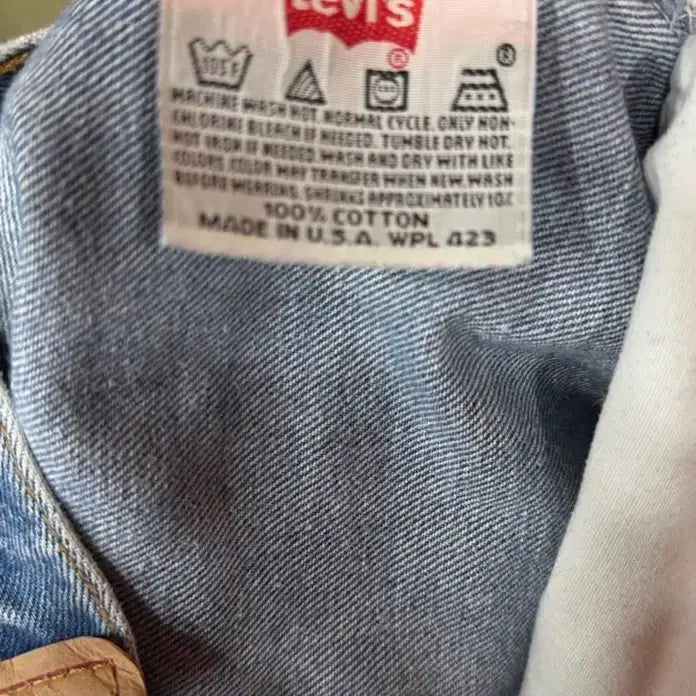 Levi's
®
105F
®
MACHINE WASH HOT. NORMAL CYCLE. ONLY NON-
CHLORINE BLEACH IF NEEDED. TUMBLE DRY HOT.
HOT IRON IF NEEDED. WASH AND DRY WITH LIKE
COLORS. COLOR MAY TRANSFER WHEN NEW. WASH
BEFORE WEARING. SHRINKS APPROXIMATELY 10%
100% COTTON
MADE IN U.S.A. WPL 423